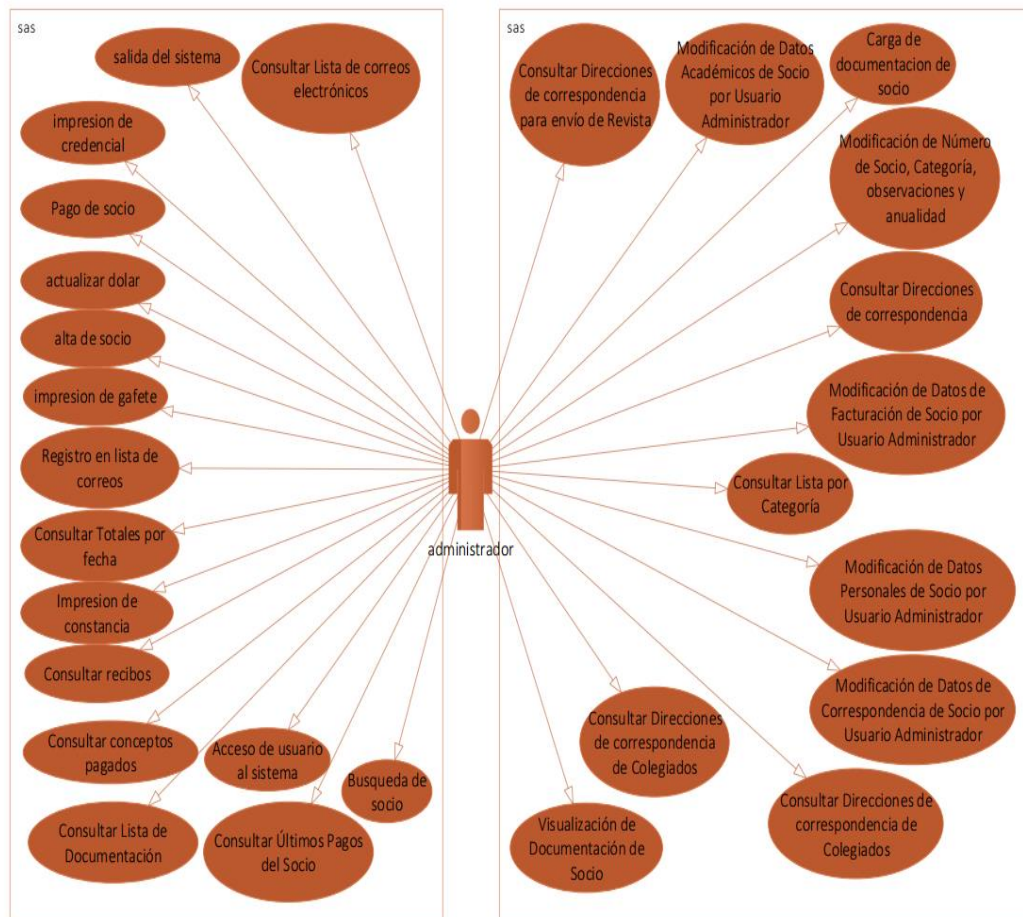 sas
salida del sistema
Consultar Lista de correos
electrónicos
impresion de
credencial
Pago de socio
actualizar dolar
alta de socio
impresion de gafete
Registro en lista de
correos
Consultar Totales por
fecha
Impresion de
constancia
Consultar recibos
Consultar conceptos
pagados
Acceso de usuario
al sistema
Busqueda de
socio
Consultar Lista de
Documentación
Consultar Últimos Pagos
del Socio
administrador
sas
Consultar Direcciones
de correspondencia
para envío de Revista
Modificación de Datos
Académicos de Socio
por Usuario
Administrador
Carga de
documentacion de
socio
Modificación de Número
de Socio, Categoría,
observaciones y
anualidad
Consultar Direcciones
de correspondencia
Modificación de Datos de
Facturación de Socio por
Usuario Administrador
Consultar Lista por
Categoría
Modificación de Datos
Personales de Socio por
Usuario Administrador
Modificación de Datos de
Correspondencia de Socio por
Usuario Administrador
Consultar Direcciones
de correspondencia
de Colegiados
Consultar Direcciones de
correspondencia de
Colegiados
Visualización de
Documentación de
Socio